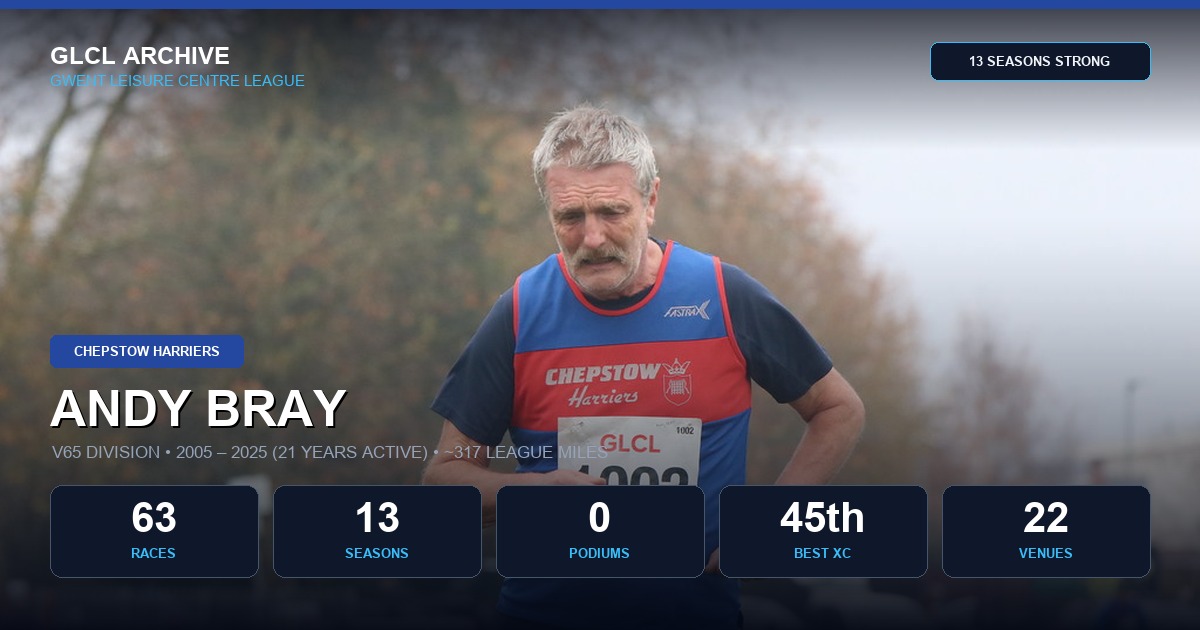 GLCL ARCHIVE
GWENT LEISURE CENTRE LEAGUE
13 SEASONS STRONG
FASTRAX
CHEPSTOW HARRIERS
CHEPSTOW
Harriers
ANDY BRAY
1002
GLCL
1002
V65 DIVISION • 2005 – 2025 (21 YEARS ACTIVE) • ~317 LEAGUE MILES
63
RACES
13
SEASONS
0
PODIUMS
45th
BEST XC
22
VENUES